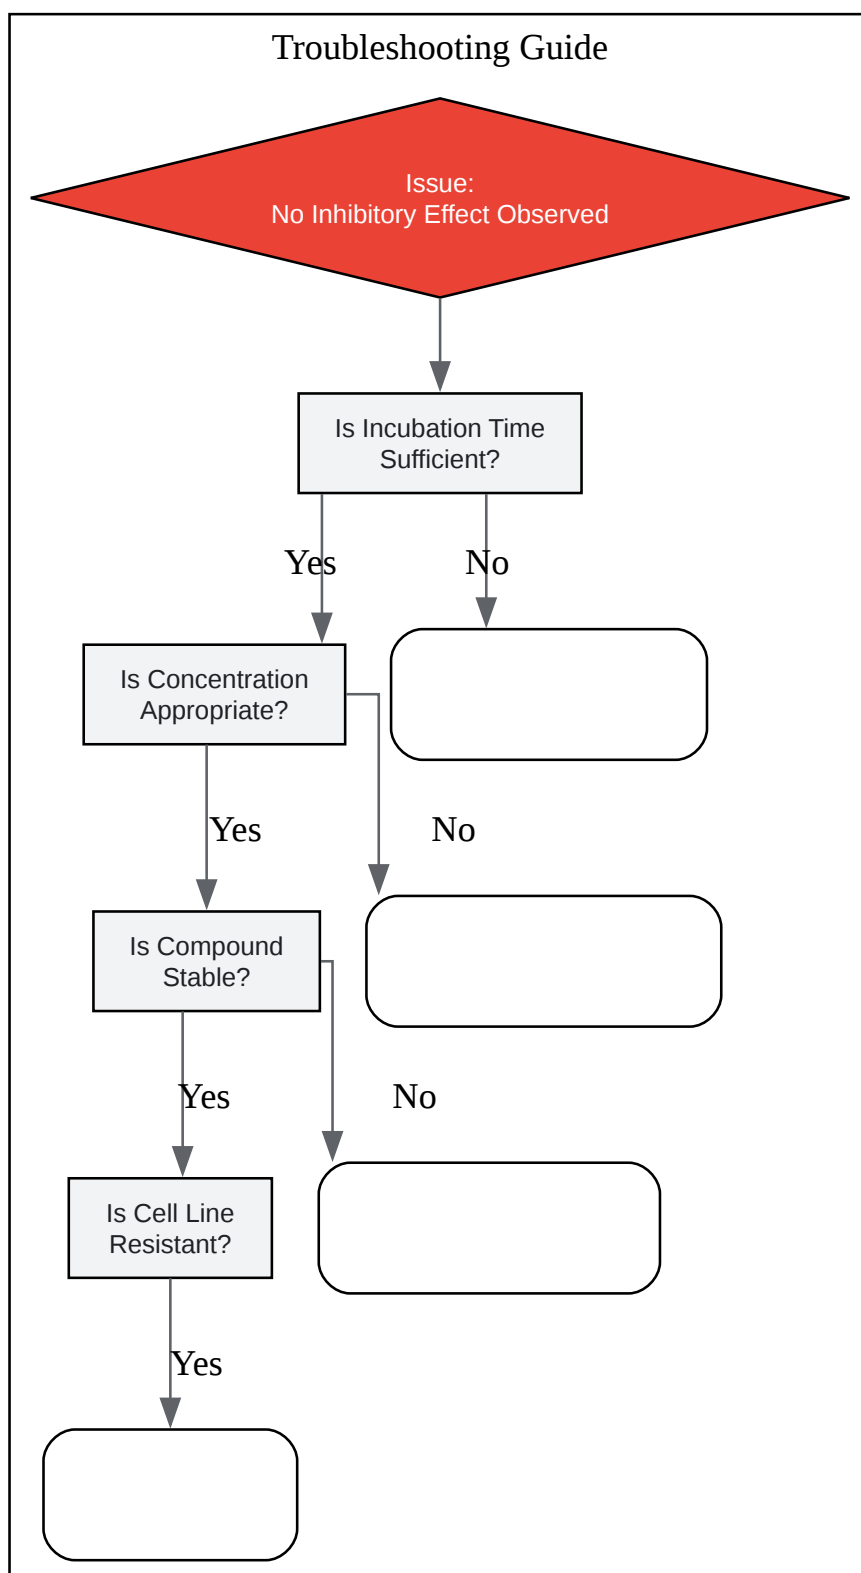 Troubleshooting Guide
Issue:
No Inhibitory Effect Observed
Is Incubation Time
Sufficient?
Yes
No
Is Concentration
Appropriate?
Yes
No
Is Compound
Stable?
Yes
No
Is Cell Line
Resistant?
Yes